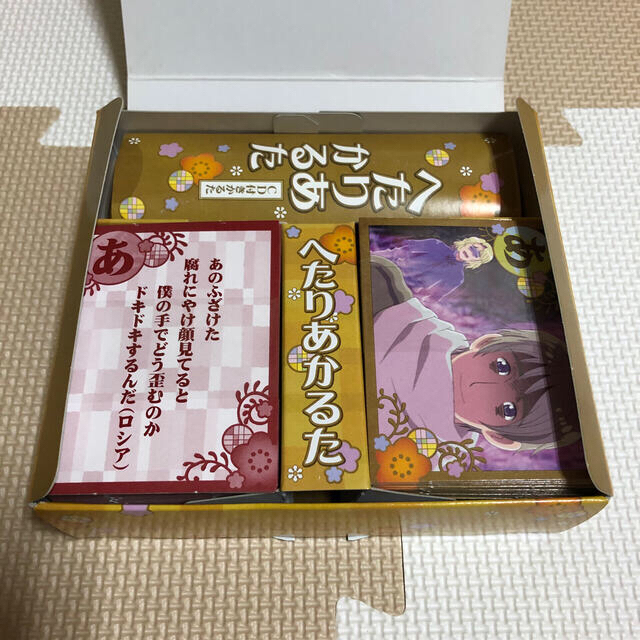 へたりあ
かるた
CD付きかるた
あ
あのふざけた
腐れにやけ顔見てると
僕の手でどう歪むのか
ドキドキするんだ(ロシア)
へたりあかるた
あ